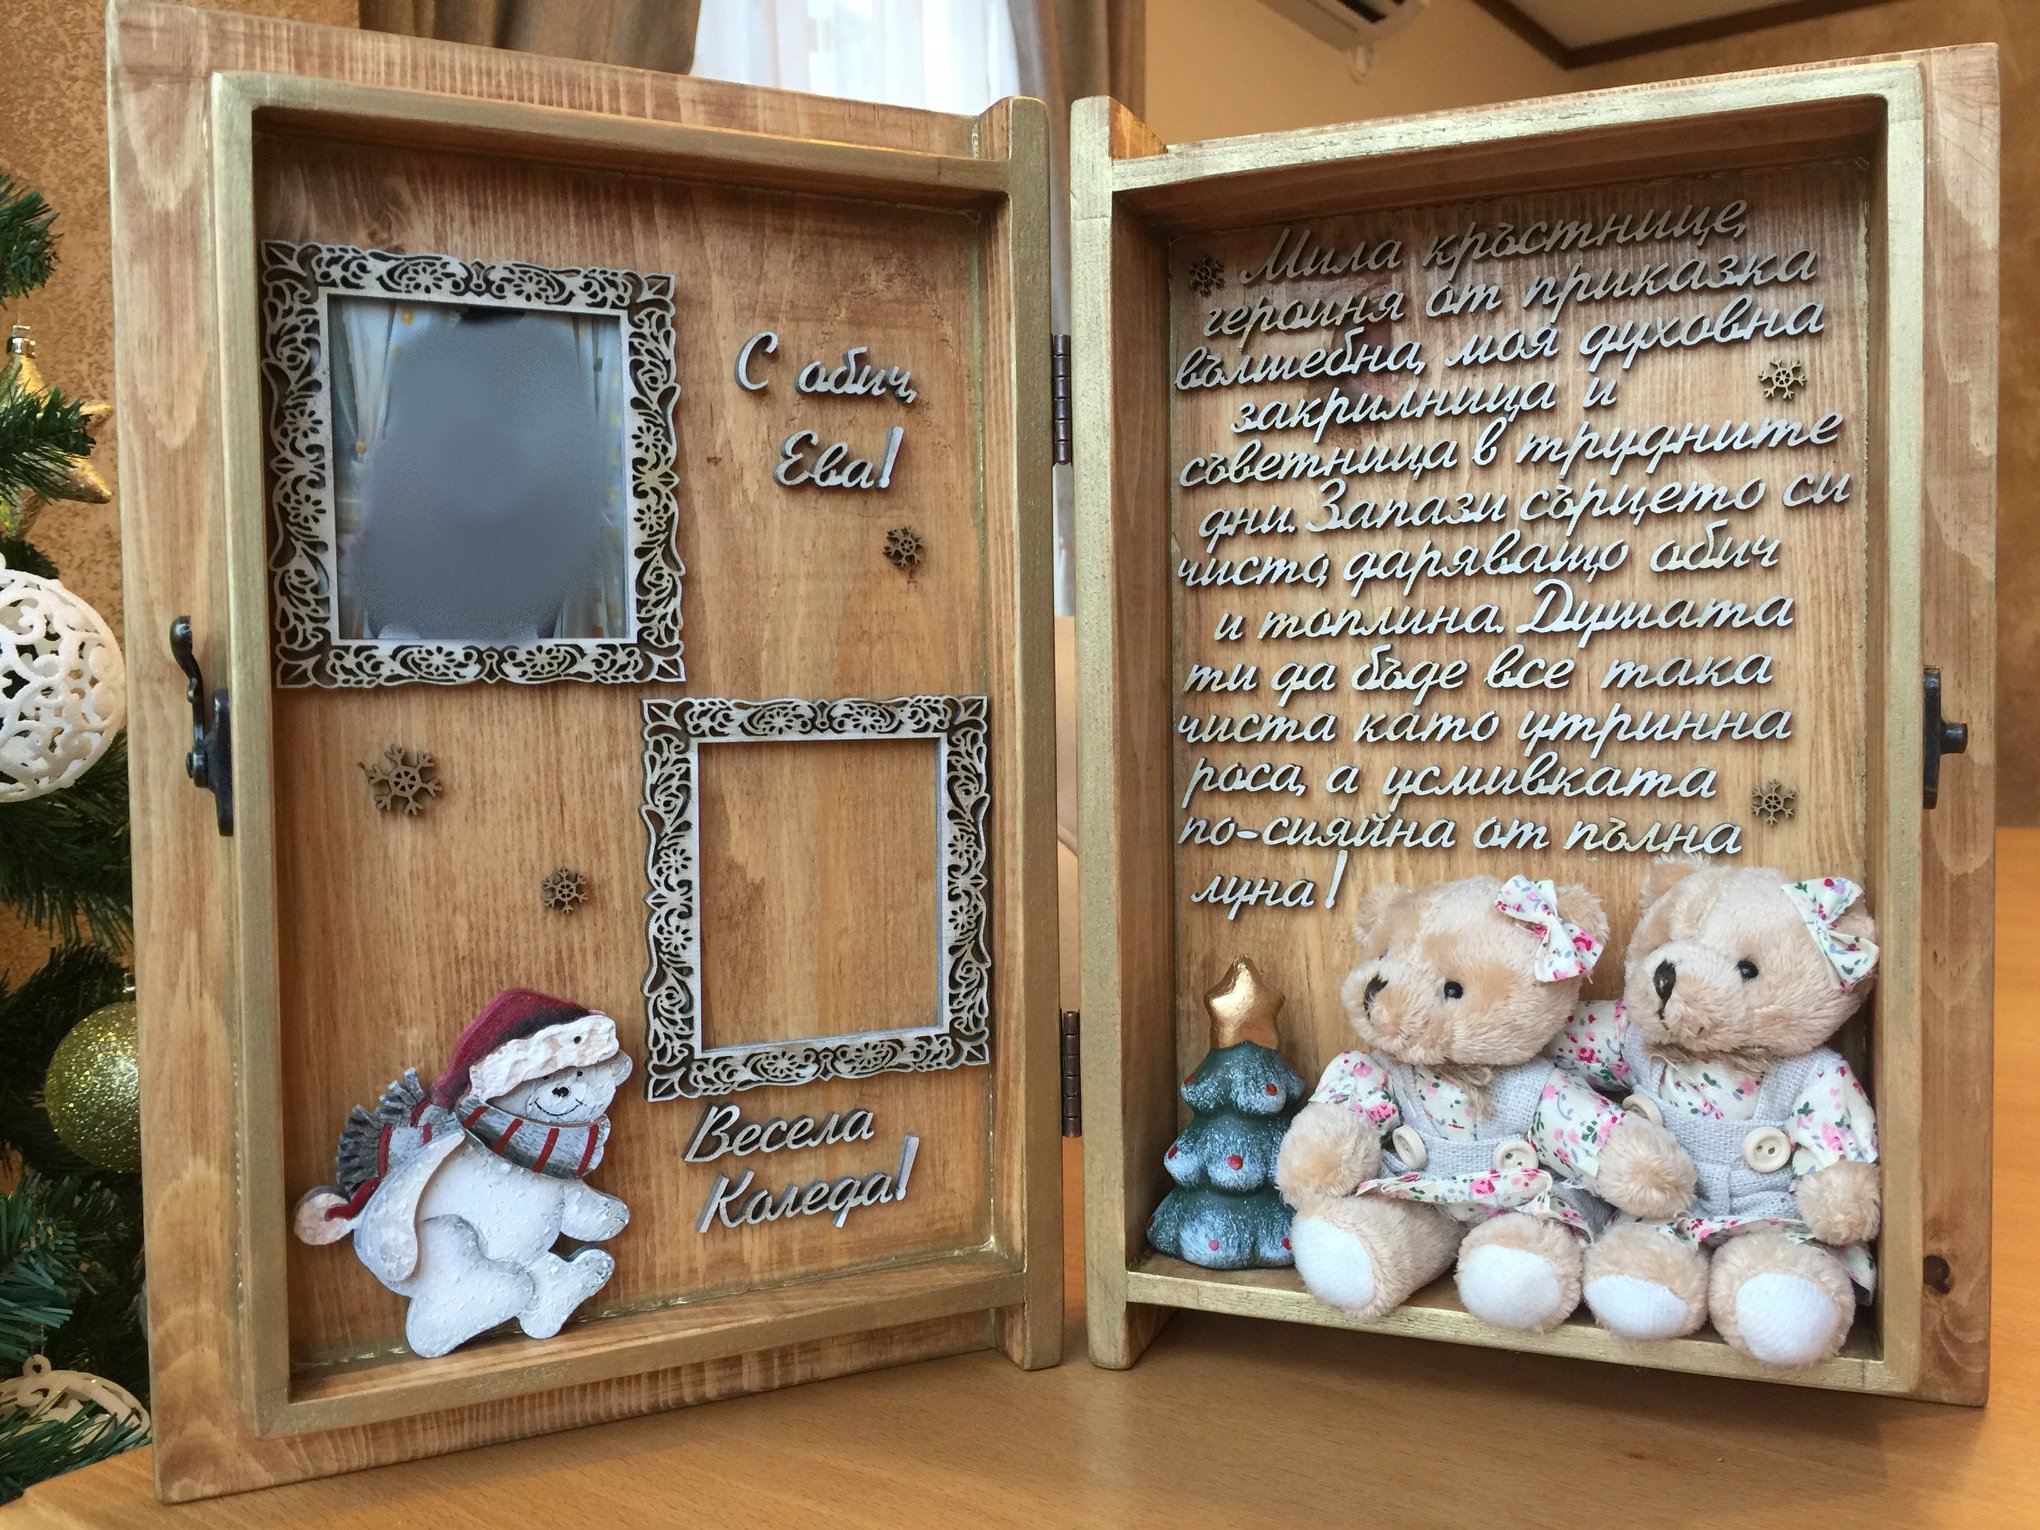 С обич,
Ева!
Весела
Коледа!
Мила кръстнице,
героиня от приказка
вълшебна, моя духовна
закрилница и
съветница в трудните
дни. Запази сърцето си
чисто, даряващо обич
и топлина. Душата
ти да бъде все така
чиста като утринна
роса, а усмивката
по-сияйна от пълна
луна!